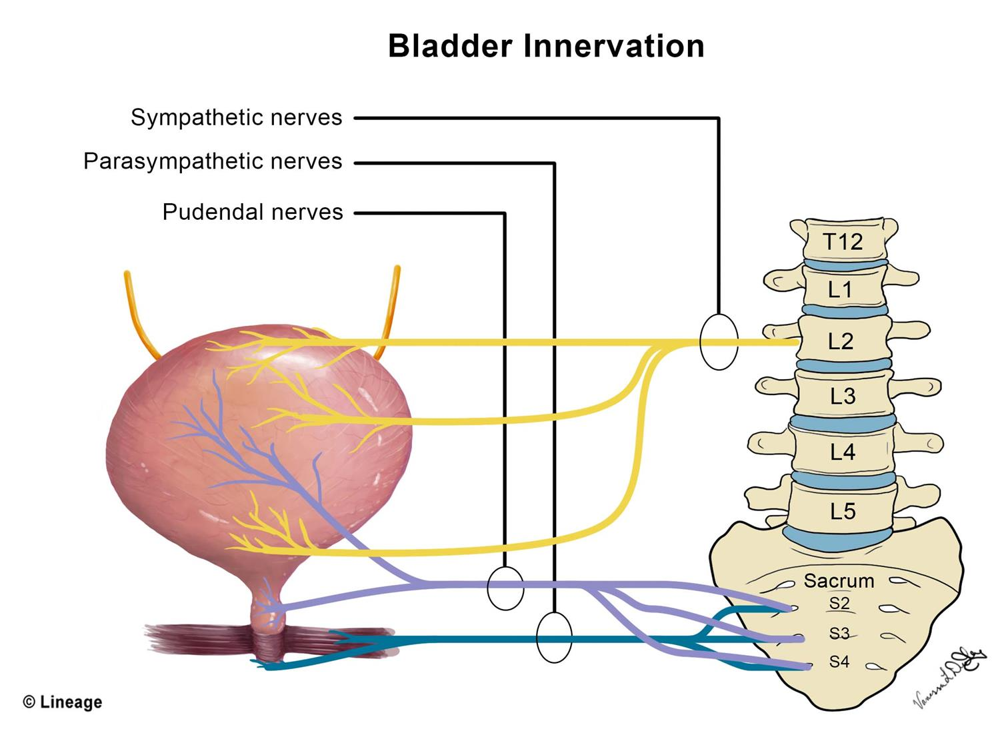 Bladder Innervation
Sympathetic nerves
Parasympathetic nerves
Pudendal nerves
T12
L1
L2
L3
L4
L5
Sacrum
S2
S3
S4
© Lineage